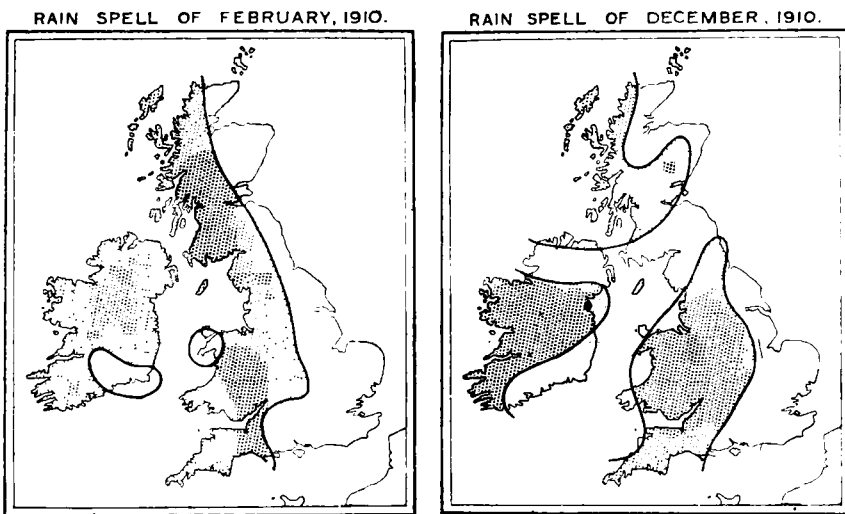 RAIN SPELL OF FEBRUARY, 1910.
RAIN SPELL OF DECEMBER, 1910.